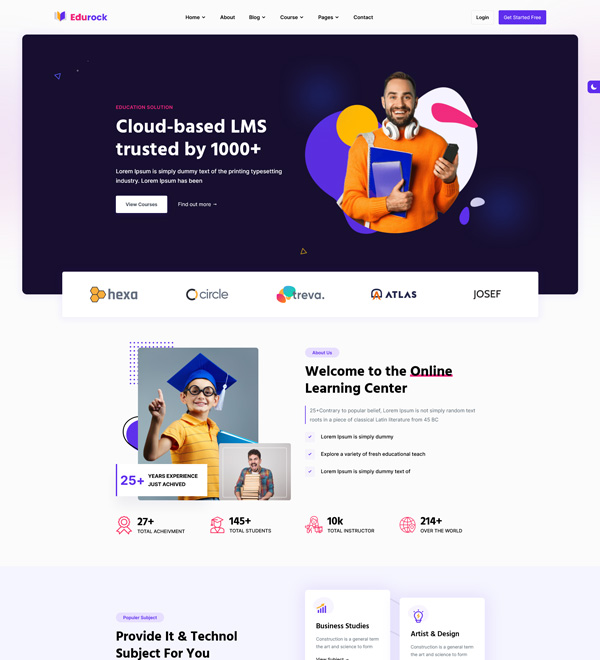 Edurock
Home About Blog Course Pages Contact
Login Get Started Free
EDUCATION SOLUTION
Cloud-based LMS
trusted by 1000+
Lorem Ipsum is simply dummy text of the printing typesetting
industry. Lorem Ipsum has been
View Courses Find out more →
hexa circle treva. ATLAS JOSEF
About Us
Welcome to the Online
Learning Center
25+Contrary to popular belief, Lorem Ipsum is not simply random text
roots in a piece of classical Latin literature from 45 BC
Lorem Ipsum is simply dummy
Explore a variety of fresh educational teach
Lorem Ipsum is simply dummy text of
25+ YEARS EXPERIENCE
JUST ACHIVED
27+
TOTAL ACHEIVMENT
145+
TOTAL STUDENTS
10k
TOTAL INSTRUCTOR
214+
OVER THE WORLD
Populer Subject
Provide It & Technol
Subject For You
Business Studies
Construction is a general term
the art and science to form
View Subject →
Artist & Design
Construction is a general term
the art and science to form